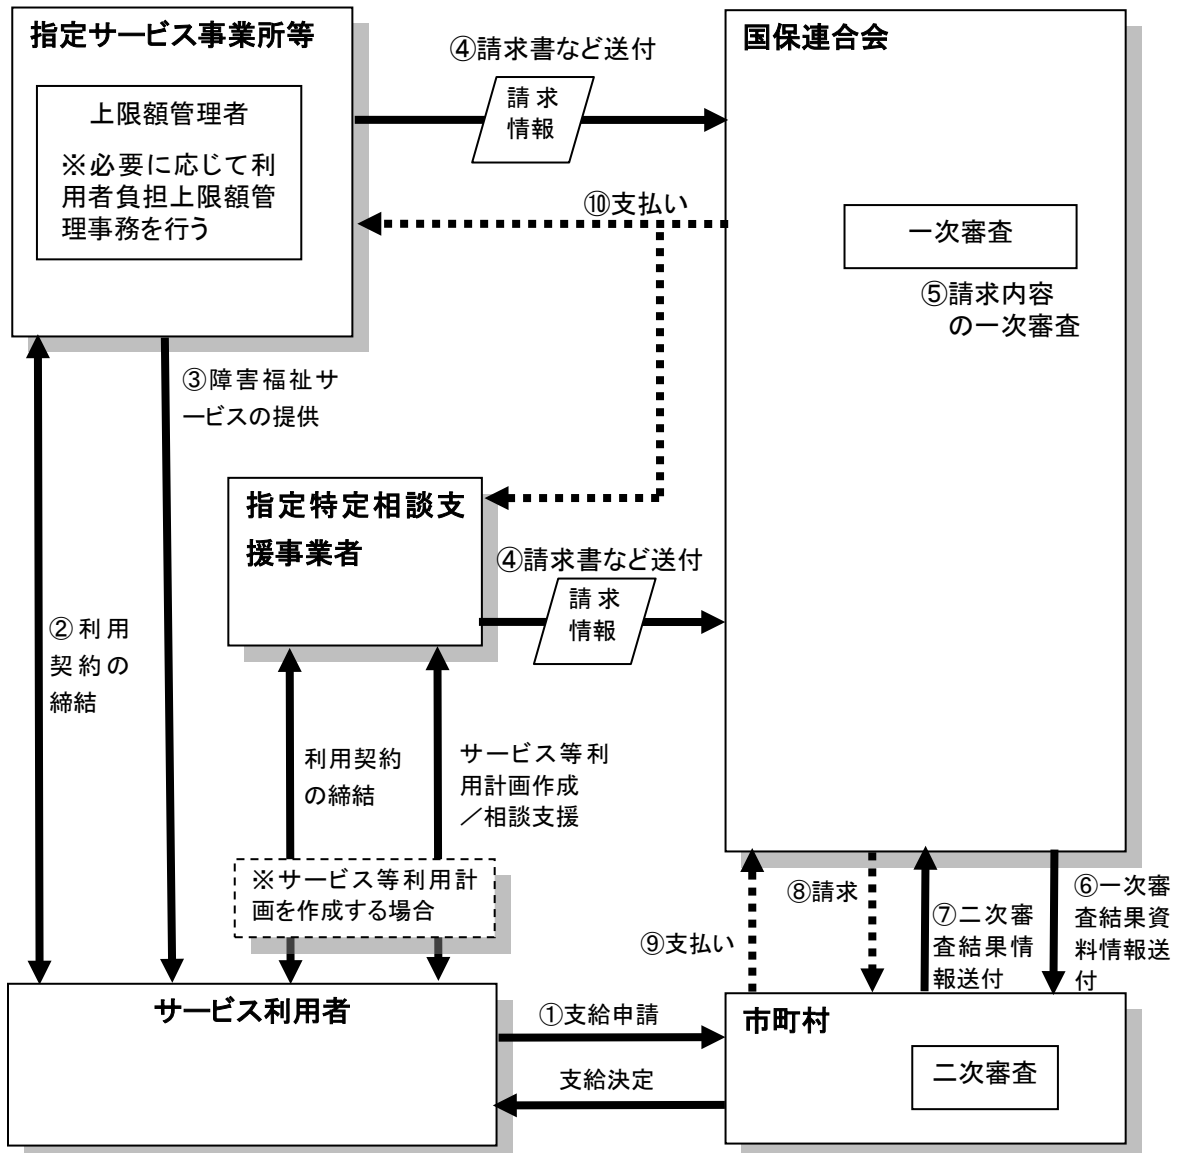 指定サービス事業所等
上限額管理者
※必要に応じて利
用者負担上限額管
理事務を行う
④請求書など送付
請求
情報
国保連合会
⑩支払い
一次審査
⑤請求内容
の一次審査
③障害福祉サ
ービスの提供
指定特定相談支
援事業者
④請求書など送付
請求
情報
②利用
契約の
締結
利用契約
の締結
サービス等利
用計画作成
／相談支援
※サービス等利用計
画を作成する場合
⑨支払い
⑧請求
⑦二次審
査結果情
報送付
⑥一次審
査結果資
料情報送
付
サービス利用者
①支給申請
支給決定
市町村
二次審査